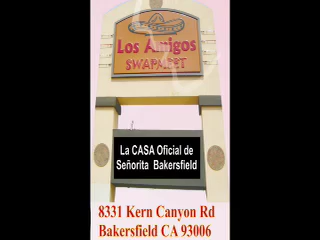 Los Amigos
SWAPMEET
La CASA Oficial de
Señorita Bakersfield
8331 Kern Canyon Rd
Bakersfield CA 93006